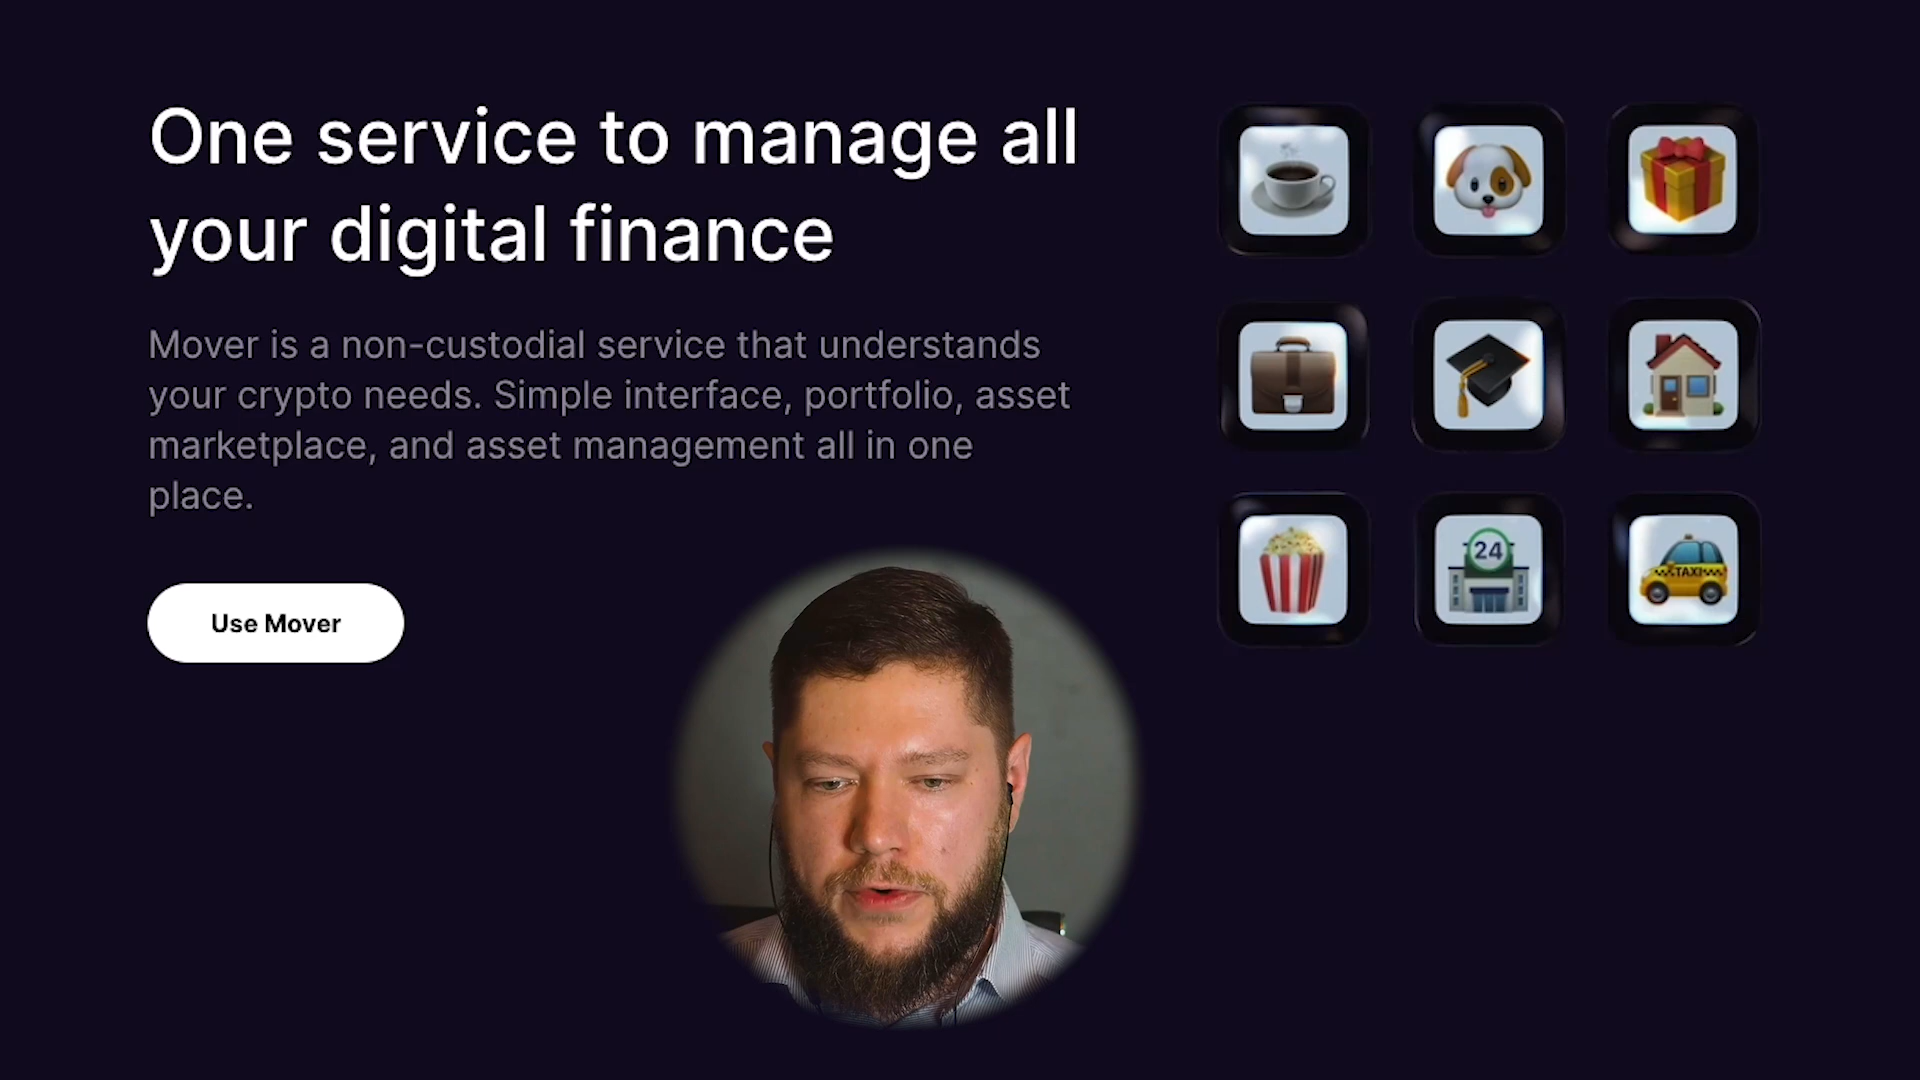 One service to manage all
your digital finance
Mover is a non-custodial service that understands
your crypto needs. Simple interface, portfolio, asset
marketplace, and asset management all in one
place.
Use Mover
24
TAXI